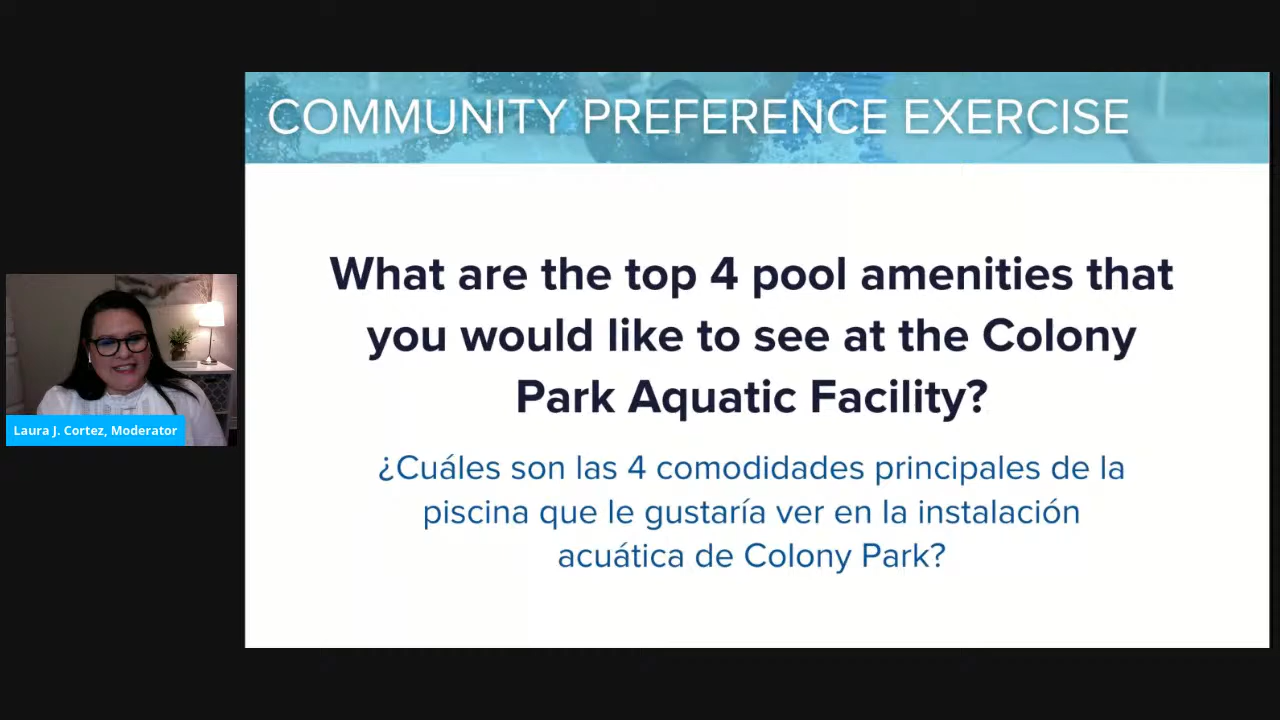 COMMUNITY PREFERENCE EXERCISE
What are the top 4 pool amenities that
you would like to see at the Colony
Park Aquatic Facility?
¿Cuáles son las 4 comodidades principales de la
piscina que le gustaría ver en la instalación
acuática de Colony Park?
Laura J. Cortez, Moderator